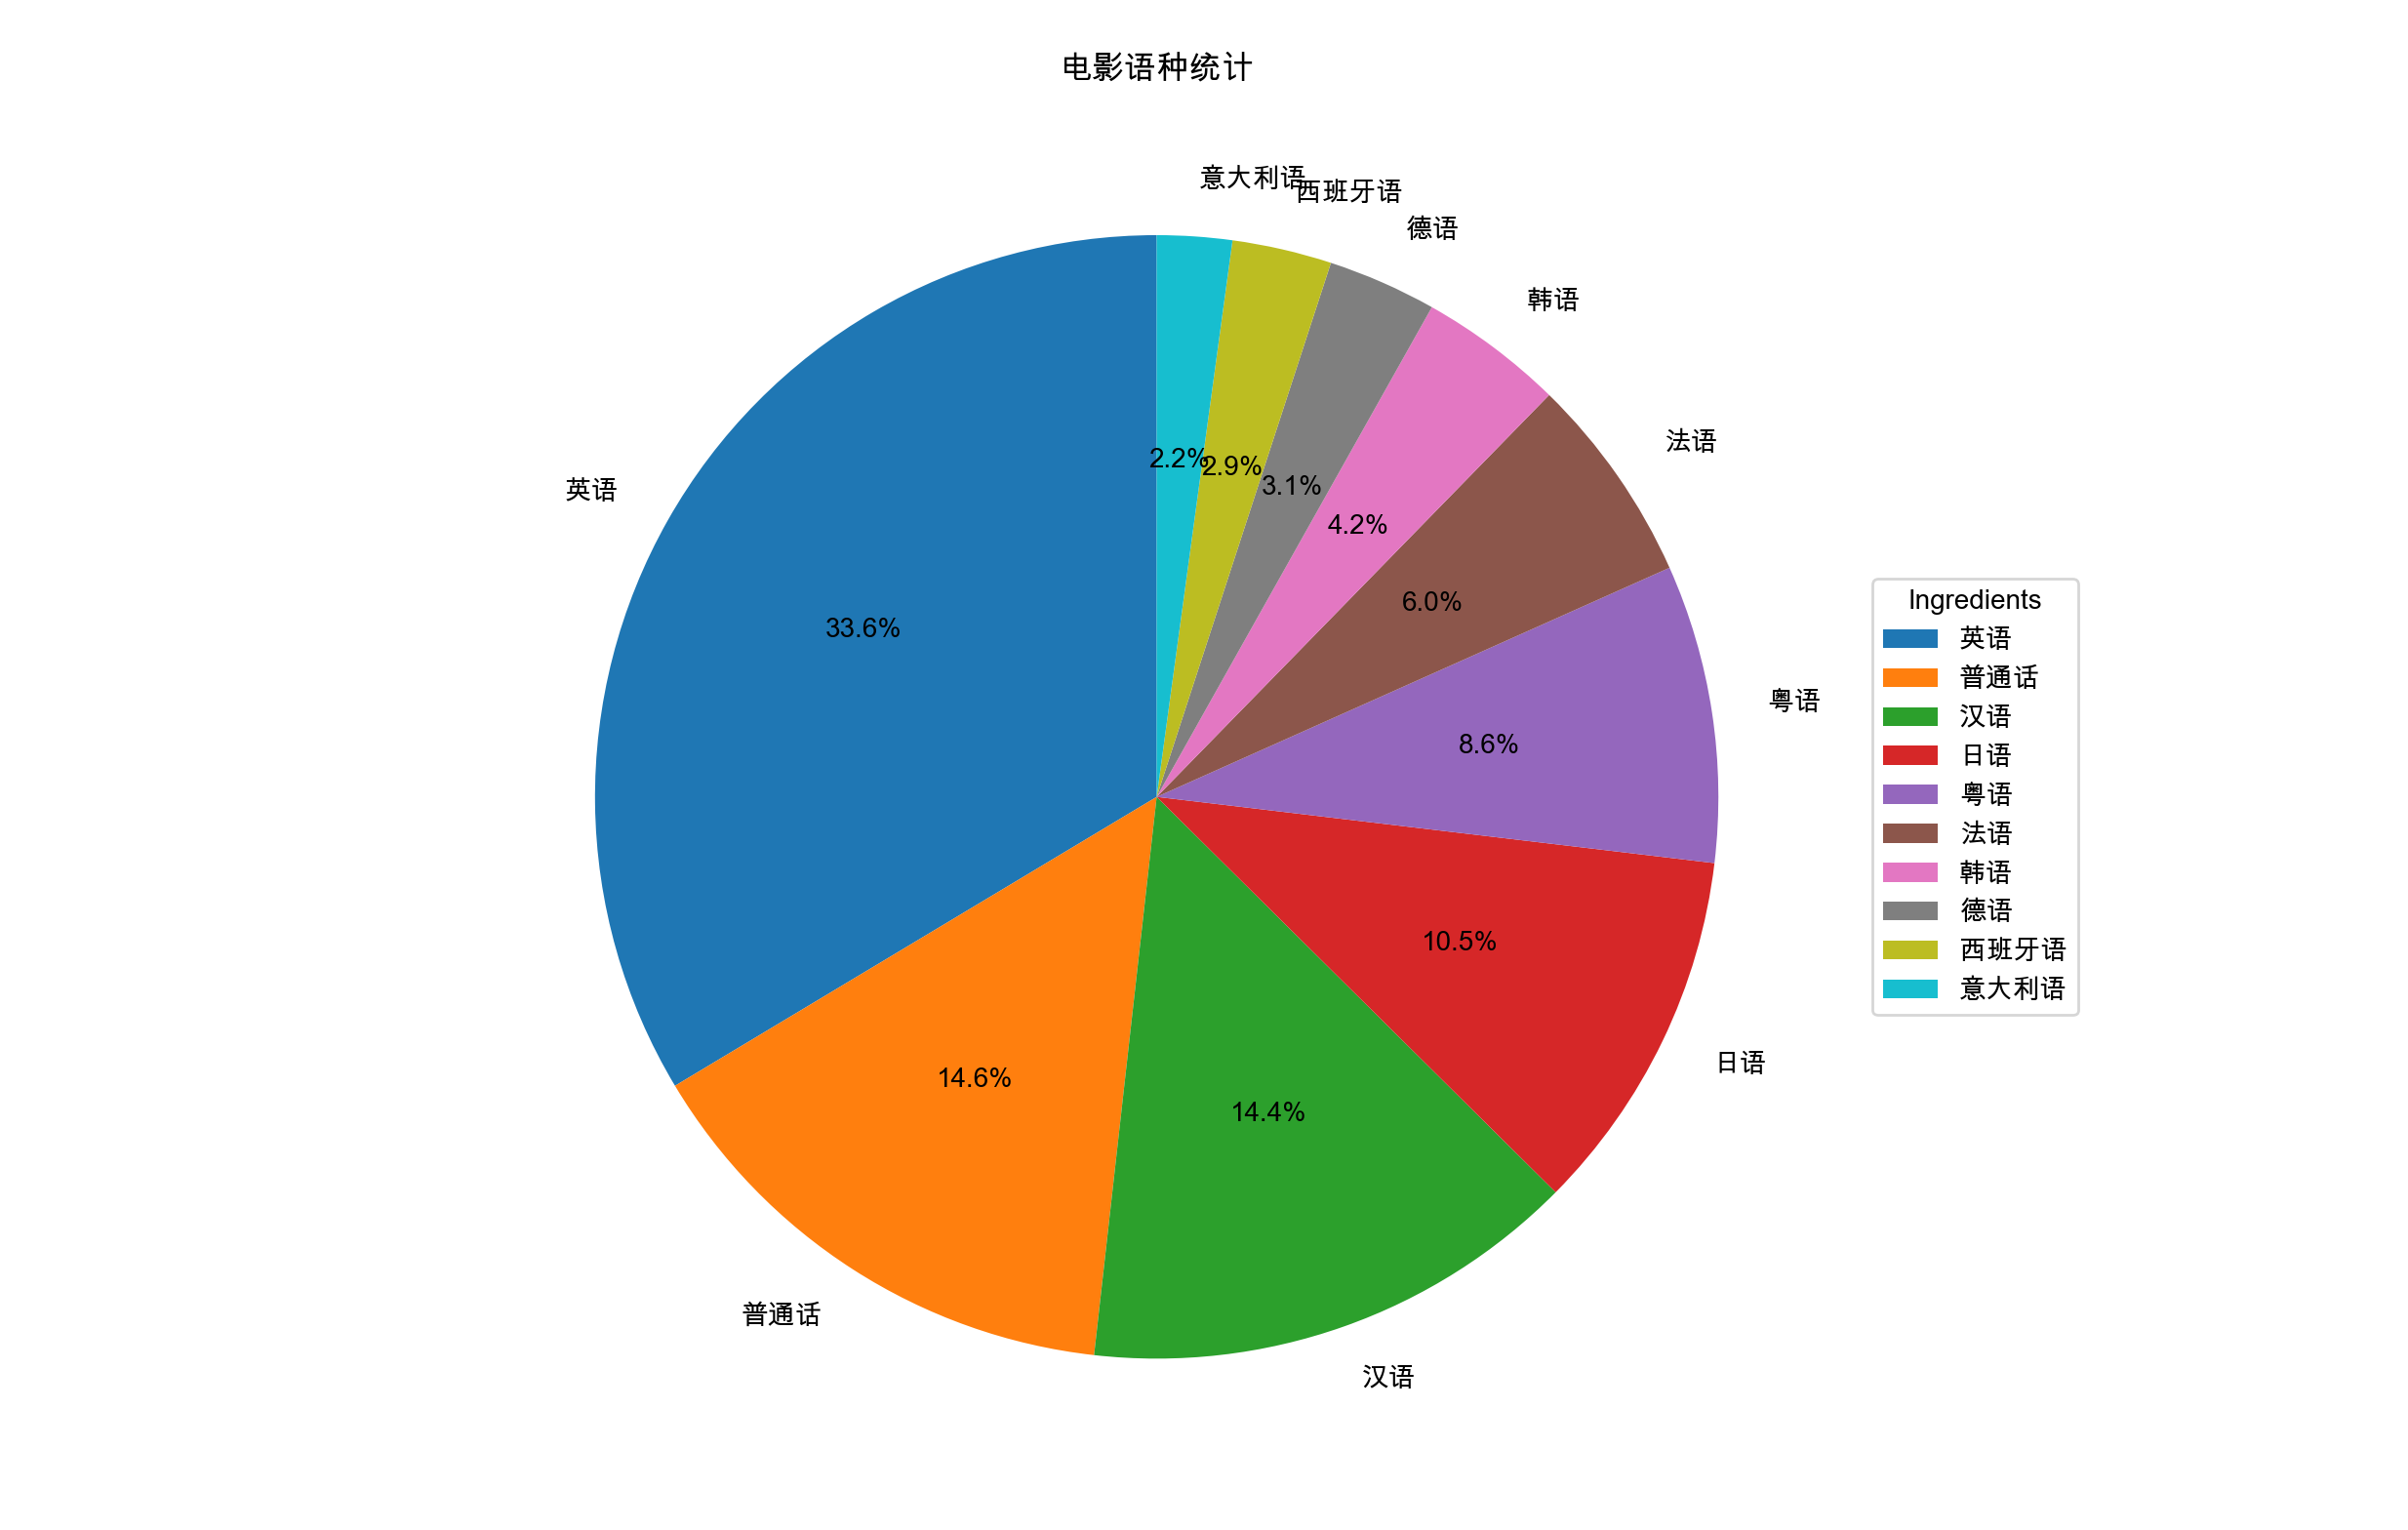 电影语种统计
意大利语
西班牙语
德语
韩语
法语
英语
粤语
日语
普通话
汉语
2.2%
2.9%
3.1%
4.2%
6.0%
33.6%
8.6%
10.5%
14.6%
14.4%
Ingredients
英语
普通话
汉语
日语
粤语
法语
韩语
德语
西班牙语
意大利语